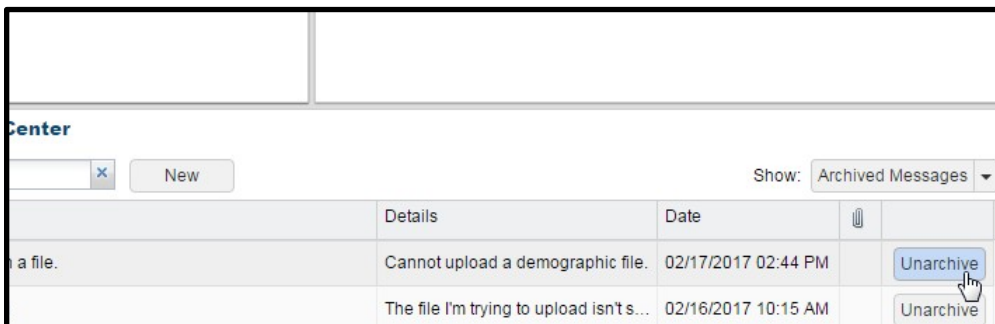 Center
New Show: Archived Messages
Details Date
a file. Cannot upload a demographic file. 02/17/2017 02:44 PM Unarchive
The file I'm trying to upload isn't s... 02/16/2017 10:15 AM Unarchive